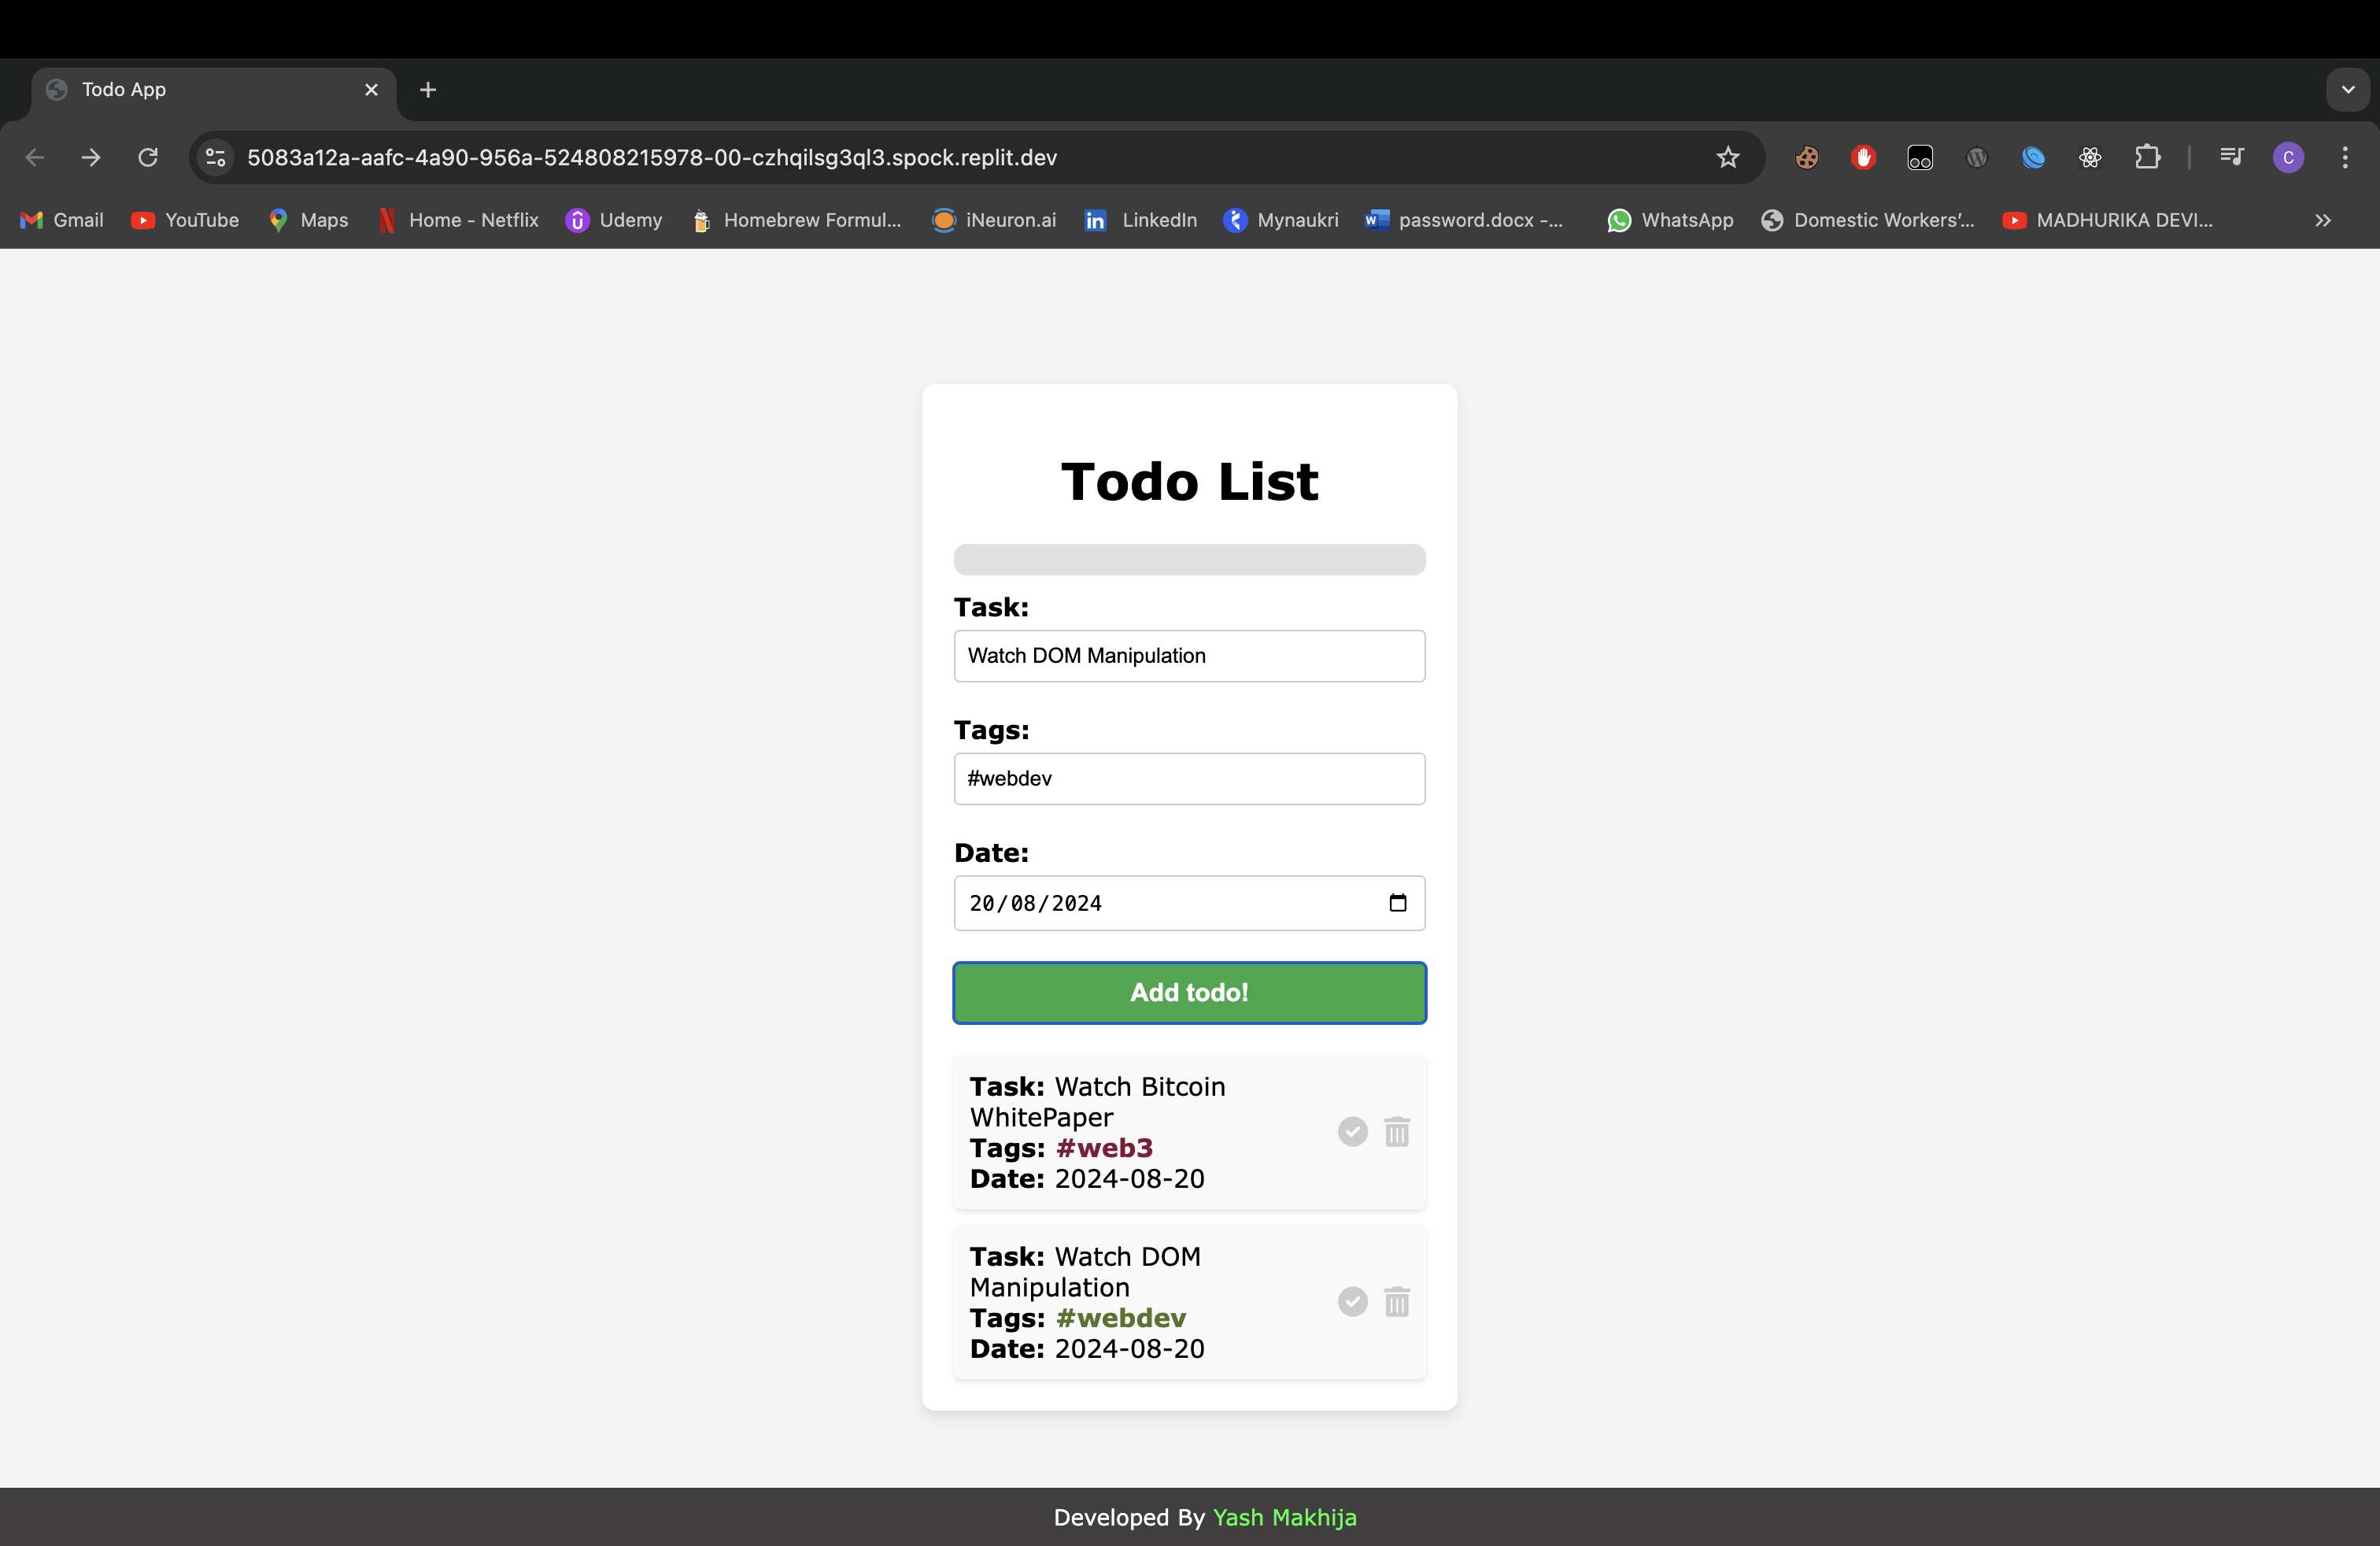 Todo App
5083a12a-aafc-4a90-956a-524808215978-00-czhqilsg3ql3.spock.replit.dev
C
Gmail YouTube Maps Home - Netflix Udemy Homebrew Formul... iNeuron.ai LinkedIn Mynaukri password.docx -... WhatsApp Domestic Workers'... MADHURIKA DEVI...
Todo List
Task:
Watch DOM Manipulation
Tags:
#webdev
Date:
20/08/2024
Add todo!
Task: Watch Bitcoin
WhitePaper
Tags: #web3
Date: 2024-08-20
Task: Watch DOM
Manipulation
Tags: #webdev
Date: 2024-08-20
Developed By Yash Makhija